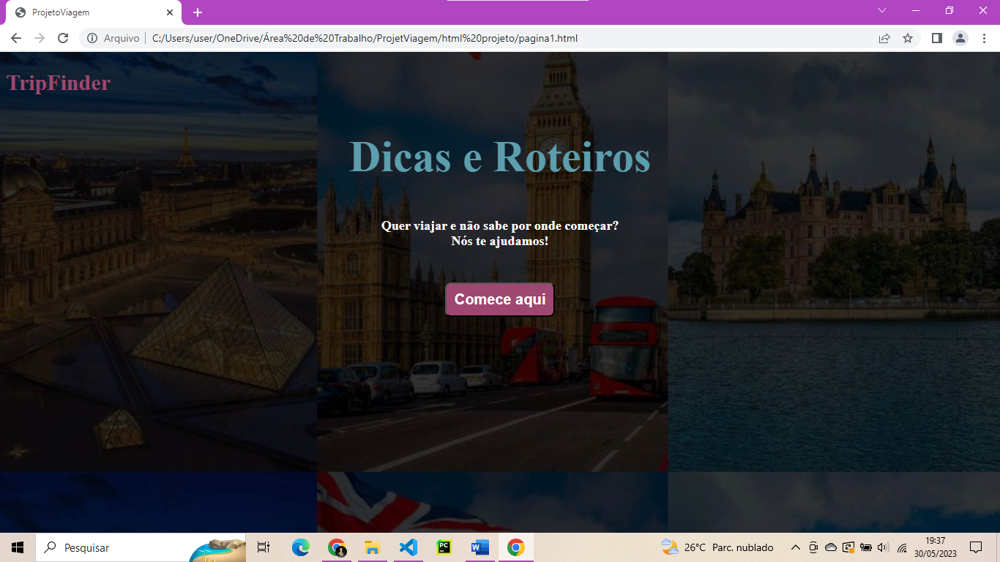 ProjetoViagem
Arquivo | C:/Users/user/OneDrive/Área%20de%20Trabalho/ProjetViagem/html%20projeto/pagina1.html
TripFinder
Dicas e Roteiros
Quer viajar e não sabe por onde começar?
Nós te ajudamos!
Comece aqui
Pesquisar
PC
W
26°C Parc. nublado
19:37
30/05/2023